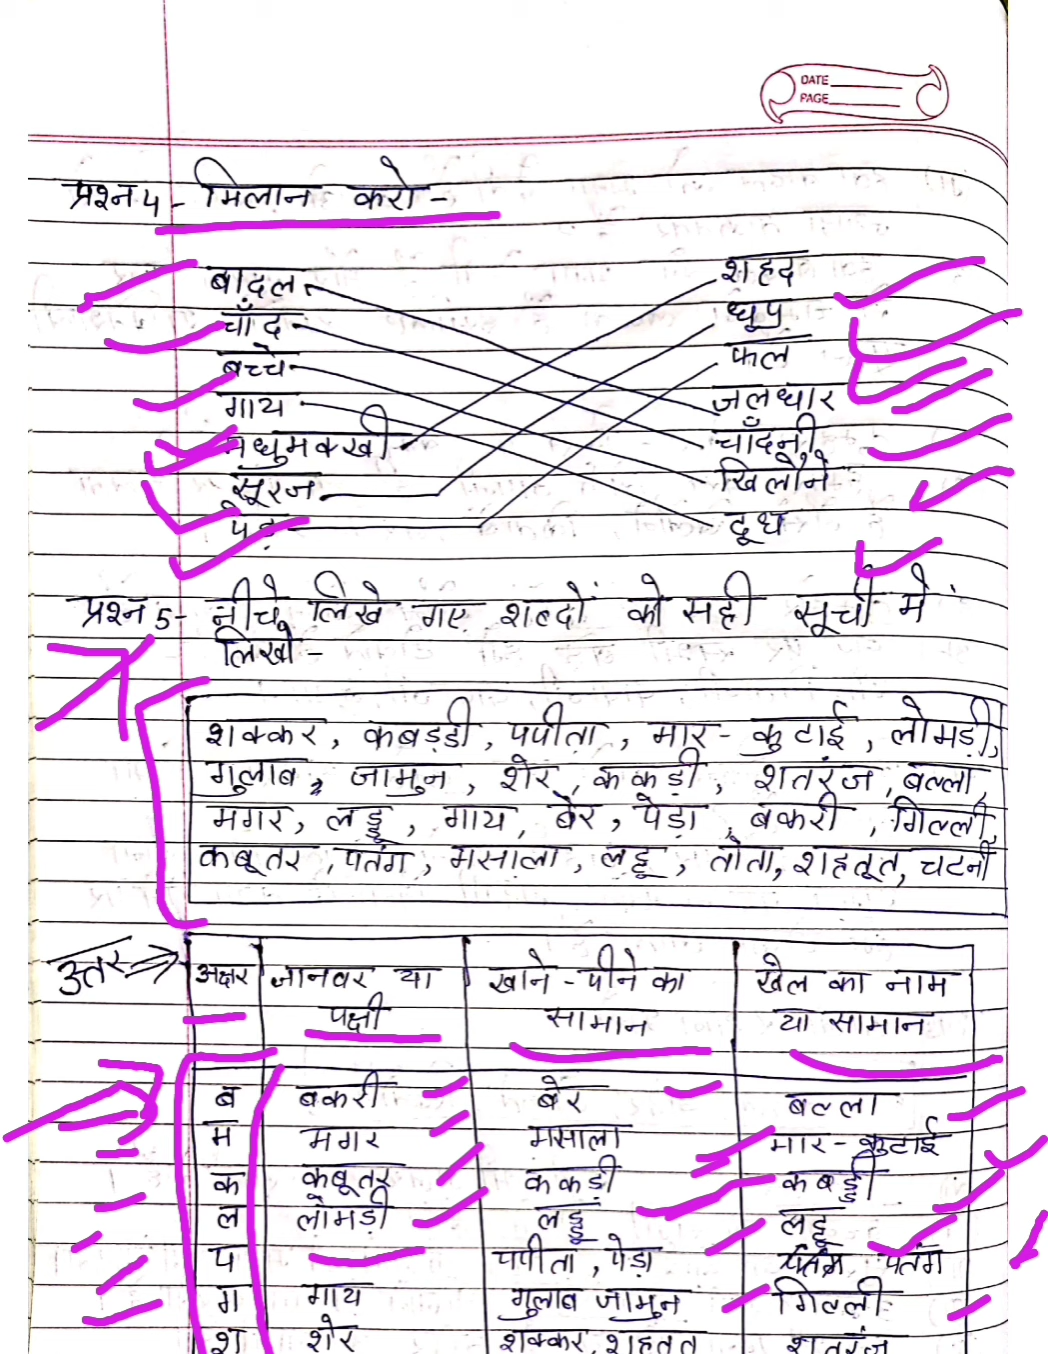 DATE
PAGE
प्रश्न 4 - मिलान करो -
बादल शहद
चाँद धूप
बच्चे फल
गाय जलधार
मधुमक्खी चाँदनी
सूरज खिलौने
पेड़ दूध
प्रश्न 5 - नीचे लिखे गए शब्दों को सही सूची में
लिखो -
शक्कर, कबड्डी, पपीता, मार-कुटाई, लोमड़ी,
गुलाब जामुन, शेर, ककड़ी, शतरंज, बल्ला,
मगर, लड्डू, गाय, बेर, पेड़ा, बकरी, गिल्ली,
कबूतर, पतंग, मसाला, लट्टू, तोता, शहतूत, चटनी
उत्तर ⇒ अक्षर जानवर या खाने-पीने का खेल का नाम
पक्षी सामान या सामान
ब बकरी बेर बल्ला
म मगर मसाला मार-कुटाई
क कबूतर ककड़ी कबड्डी
ल लोमड़ी लड्डू लट्टू
प पपीता, पेड़ा पतंग
ग गाय गुलाब जामुन गिल्ली
श शेर शक्कर, शहतूत शतरंज